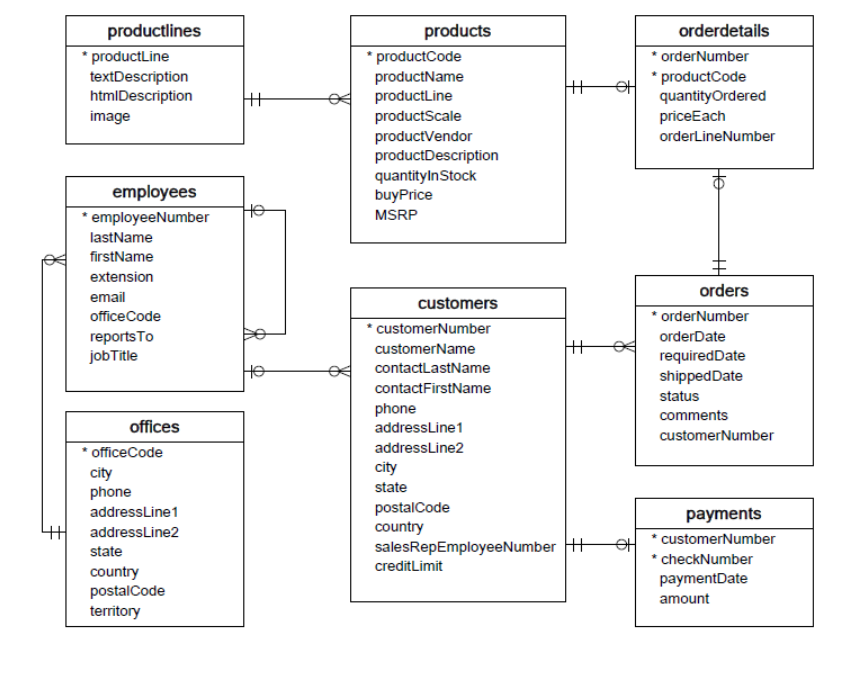 productlines
* productLine
textDescription
htmlDescription
image
products
* productCode
productName
productLine
productScale
productVendor
productDescription
quantityInStock
buyPrice
MSRP
orderdetails
* orderNumber
* productCode
quantityOrdered
priceEach
orderLineNumber
employees
* employeeNumber
lastName
firstName
extension
email
officeCode
reportsTo
jobTitle
customers
* customerNumber
customerName
contactLastName
contactFirstName
phone
addressLine1
addressLine2
city
state
postalCode
country
salesRepEmployeeNumber
creditLimit
orders
* orderNumber
orderDate
requiredDate
shippedDate
status
comments
customerNumber
offices
* officeCode
city
phone
addressLine1
addressLine2
state
country
postalCode
territory
payments
* customerNumber
* checkNumber
paymentDate
amount